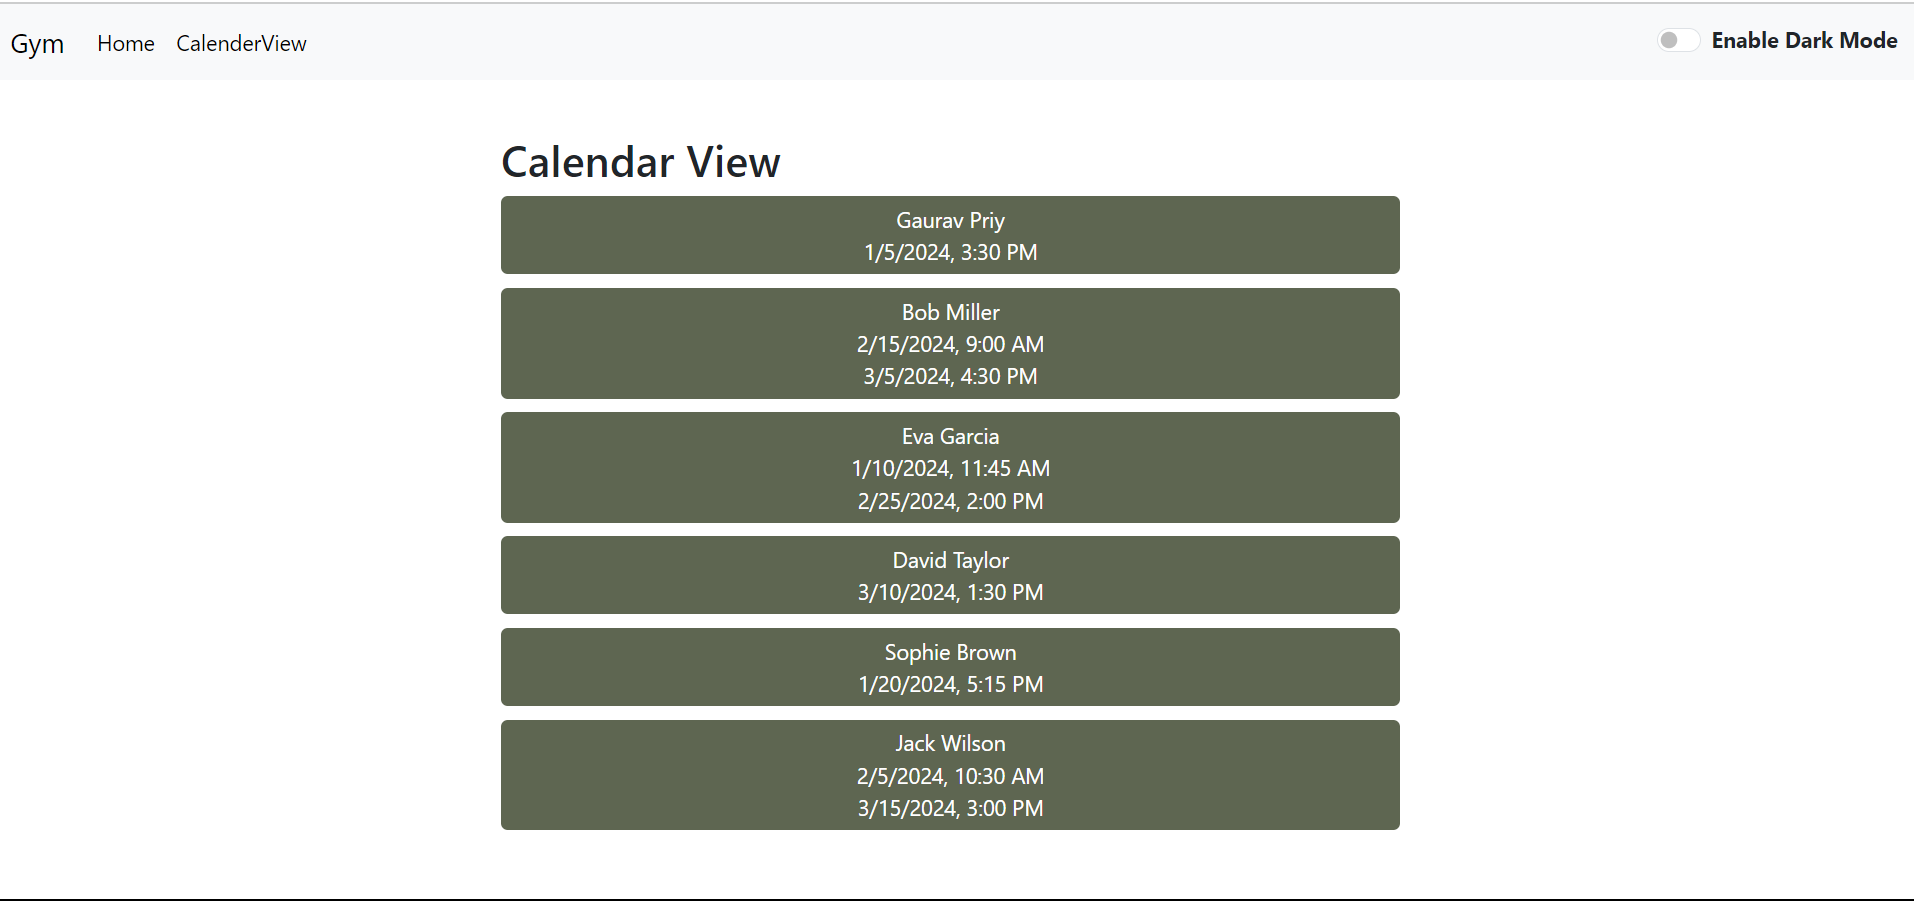 Gym Home CalenderView Enable Dark Mode
Calendar View
Gaurav Priy
1/5/2024, 3:30 PM
Bob Miller
2/15/2024, 9:00 AM
3/5/2024, 4:30 PM
Eva Garcia
1/10/2024, 11:45 AM
2/25/2024, 2:00 PM
David Taylor
3/10/2024, 1:30 PM
Sophie Brown
1/20/2024, 5:15 PM
Jack Wilson
2/5/2024, 10:30 AM
3/15/2024, 3:00 PM